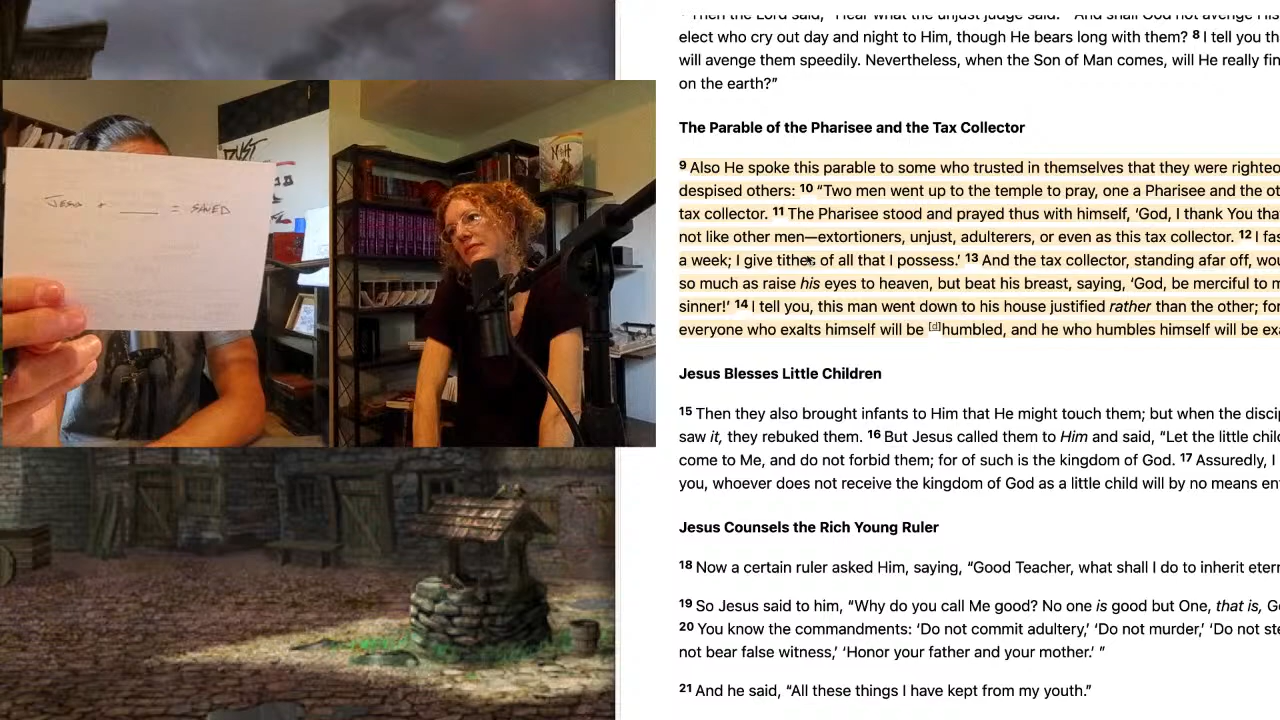 Then the Lord said, “Hear what the unjust judge said. And shall God not avenge His
elect who cry out day and night to Him, though He bears long with them? 8 I tell you th
will avenge them speedily. Nevertheless, when the Son of Man comes, will He really fin
on the earth?”
The Parable of the Pharisee and the Tax Collector
9 Also He spoke this parable to some who trusted in themselves that they were righteo
despised others: 10 “Two men went up to the temple to pray, one a Pharisee and the ot
tax collector. 11 The Pharisee stood and prayed thus with himself, ‘God, I thank You tha
not like other men—extortioners, unjust, adulterers, or even as this tax collector. 12 I fas
a week; I give tithes of all that I possess.’ 13 And the tax collector, standing afar off, wou
so much as raise his eyes to heaven, but beat his breast, saying, ‘God, be merciful to m
sinner!’ 14 I tell you, this man went down to his house justified rather than the other; for
everyone who exalts himself will be [d]humbled, and he who humbles himself will be exa
Jesus Blesses Little Children
15 Then they also brought infants to Him that He might touch them; but when the discip
saw it, they rebuked them. 16 But Jesus called them to Him and said, “Let the little child
come to Me, and do not forbid them; for of such is the kingdom of God. 17 Assuredly, I
you, whoever does not receive the kingdom of God as a little child will by no means ent
Jesus Counsels the Rich Young Ruler
18 Now a certain ruler asked Him, saying, “Good Teacher, what shall I do to inherit etern
19 So Jesus said to him, “Why do you call Me good? No one is good but One, that is, G
20 You know the commandments: ‘Do not commit adultery,’ ‘Do not murder,’ ‘Do not ste
not bear false witness,’ ‘Honor your father and your mother.’ ”
21 And he said, “All these things I have kept from my youth.”
Jesus + ____ = SAVED
DUST